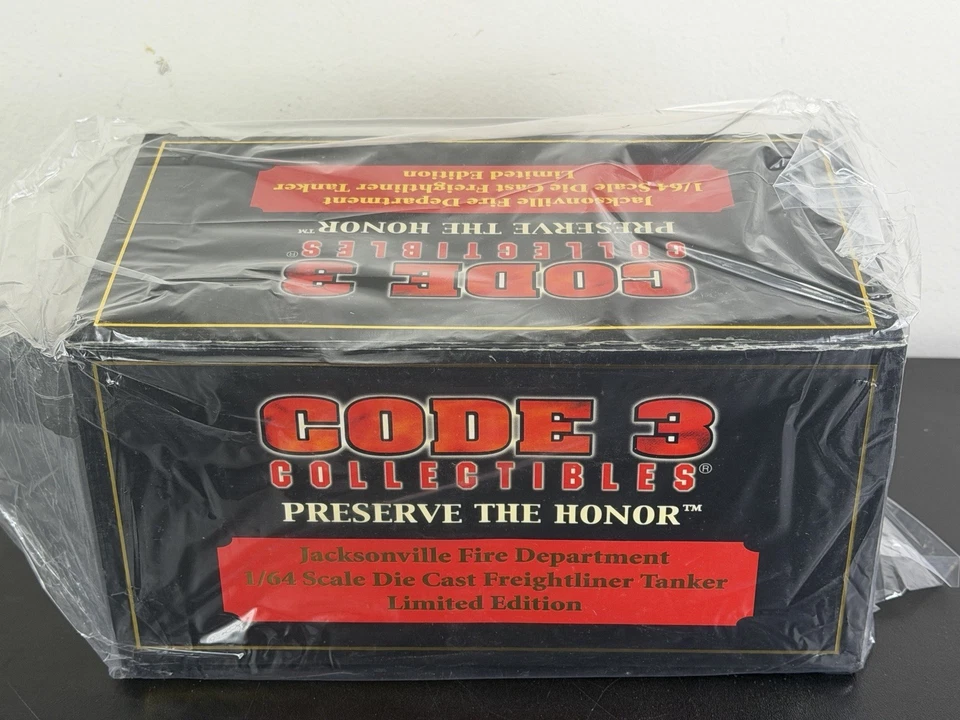 Jacksonville Fire Department
1/64 Scale Die Cast Freightliner Tanker
Limited Edition
PRESERVE THE HONOR™
COLLECTIBLES®
CODE 3
CODE 3
COLLECTIBLES®
PRESERVE THE HONOR™
Jacksonville Fire Department
1/64 Scale Die Cast Freightliner Tanker
Limited Edition